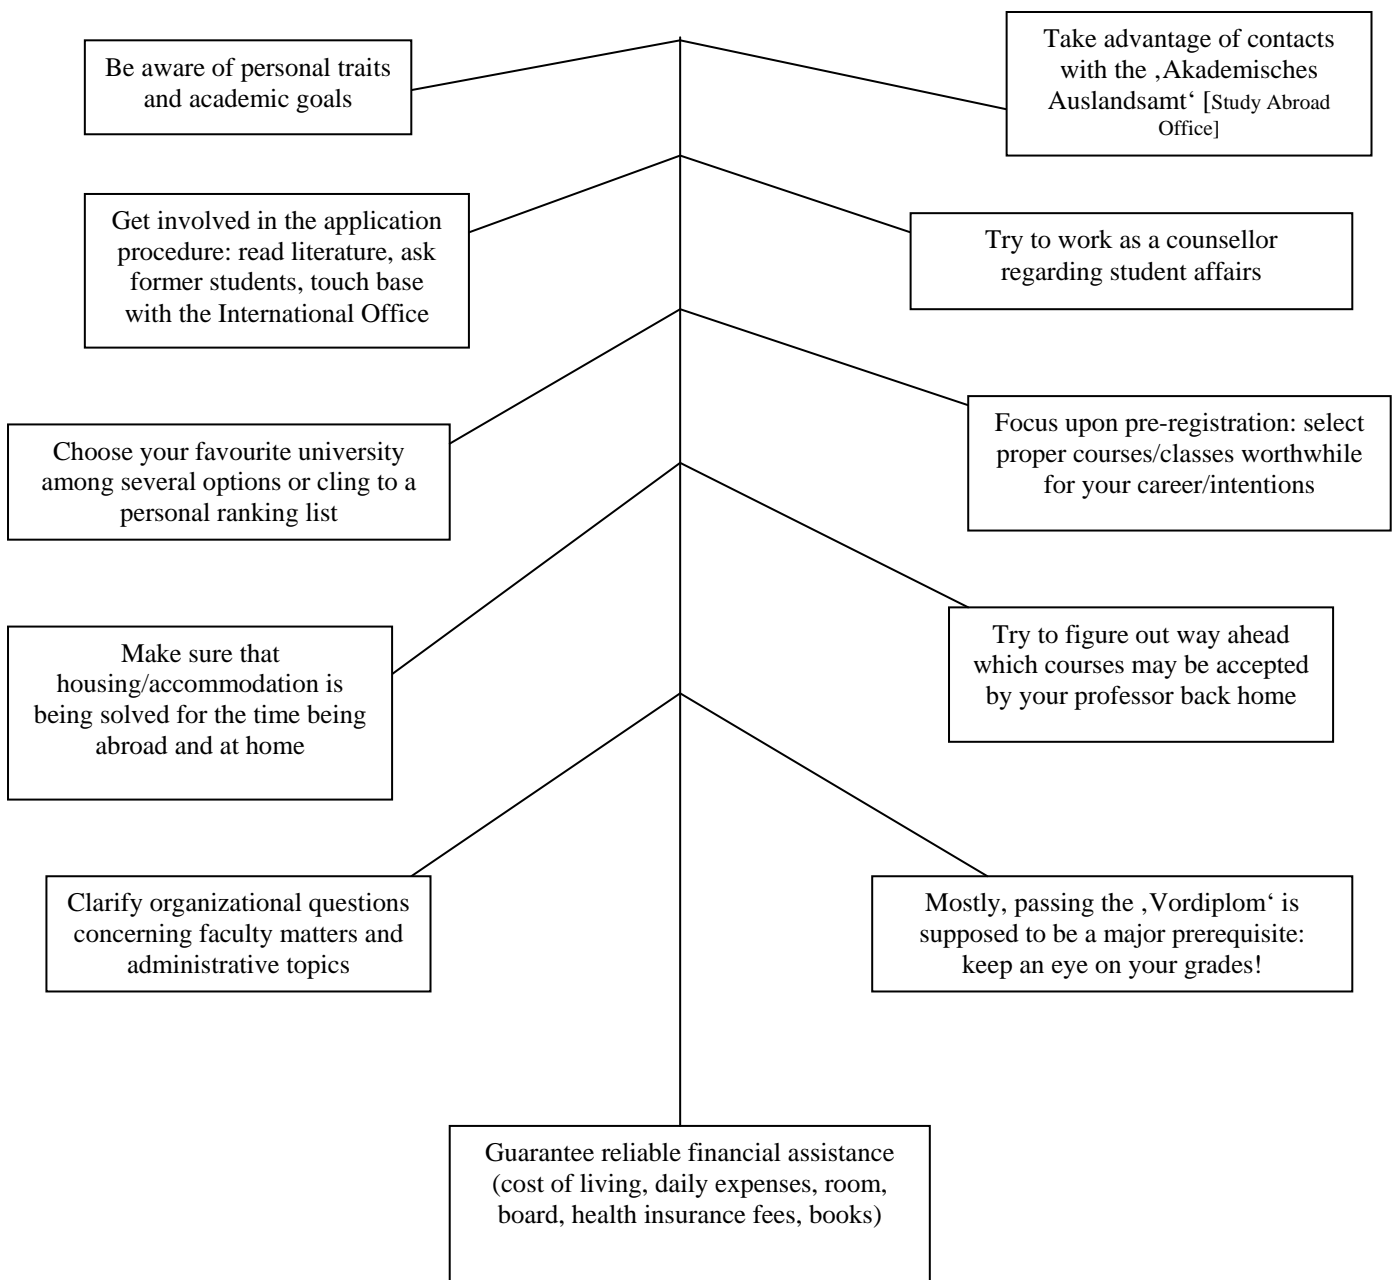 Be aware of personal traits
and academic goals
Take advantage of contacts
with the ‚Akademisches
Auslandsamt‘ [Study Abroad
Office]
Get involved in the application
procedure: read literature, ask
former students, touch base
with the International Office
Try to work as a counsellor
regarding student affairs
Choose your favourite university
among several options or cling to a
personal ranking list
Focus upon pre-registration: select
proper courses/classes worthwhile
for your career/intentions
Make sure that
housing/accommodation is
being solved for the time being
abroad and at home
Try to figure out way ahead
which courses may be accepted
by your professor back home
Clarify organizational questions
concerning faculty matters and
administrative topics
Mostly, passing the ‚Vordiplom‘ is
supposed to be a major prerequisite:
keep an eye on your grades!
Guarantee reliable financial assistance
(cost of living, daily expenses, room,
board, health insurance fees, books)